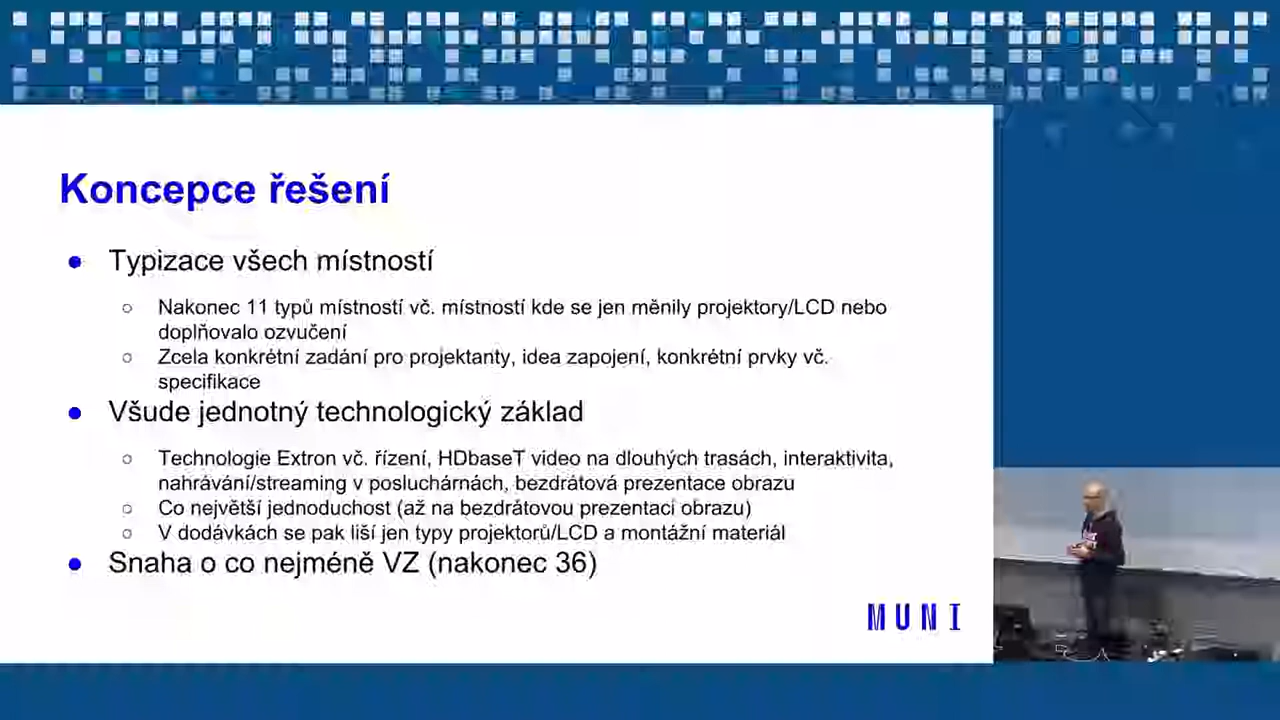 Koncepce řešení
● Typizace všech místností
○ Nakonec 11 typů místností vč. místností kde se jen měnily projektory/LCD nebo
doplňovalo ozvučení
○ Zcela konkrétní zadání pro projektanty, idea zapojení, konkrétní prvky vč.
specifikace
● Všude jednotný technologický základ
○ Technologie Extron vč. řízení, HDbaseT video na dlouhých trasách, interaktivita,
nahrávání/streaming v posluchárnách, bezdrátová prezentace obrazu
○ Co největší jednoduchost (až na bezdrátovou prezentaci obrazu)
○ V dodávkách se pak liší jen typy projektorů/LCD a montážní materiál
● Snaha o co nejméně VZ (nakonec 36)
MUNI